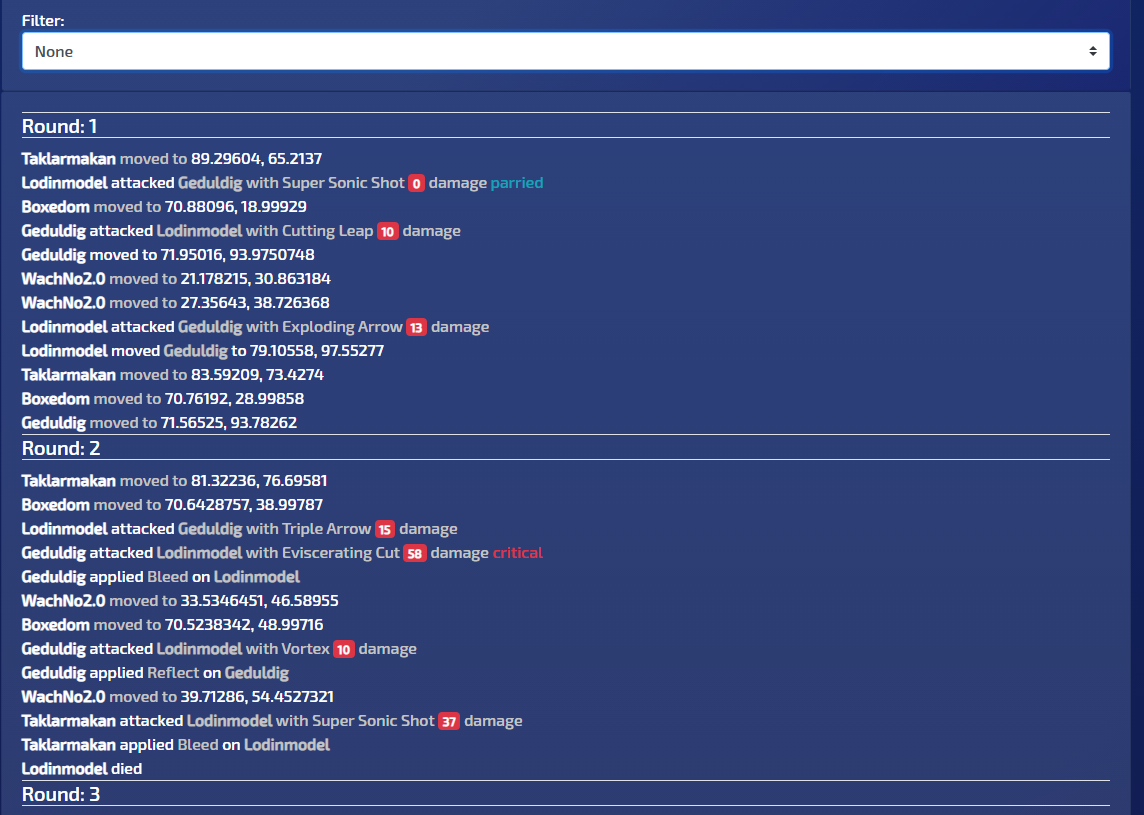 Filter:
None
Round: 1
Taklarmakan moved to 89.29604, 65.2137
Lodinmodel attacked Geduldig with Super Sonic Shot 0 damage parried
Boxedom moved to 70.88096, 18.99929
Geduldig attacked Lodinmodel with Cutting Leap 10 damage
Geduldig moved to 71.95016, 93.9750748
WachNo2.0 moved to 21.178215, 30.863184
WachNo2.0 moved to 27.35643, 38.726368
Lodinmodel attacked Geduldig with Exploding Arrow 13 damage
Lodinmodel moved Geduldig to 79.10558, 97.55277
Taklarmakan moved to 83.59209, 73.4274
Boxedom moved to 70.76192, 28.99858
Geduldig moved to 71.56525, 93.78262
Round: 2
Taklarmakan moved to 81.32236, 76.69581
Boxedom moved to 70.6428757, 38.99787
Lodinmodel attacked Geduldig with Triple Arrow 15 damage
Geduldig attacked Lodinmodel with Eviscerating Cut 58 damage critical
Geduldig applied Bleed on Lodinmodel
WachNo2.0 moved to 33.5346451, 46.58955
Boxedom moved to 70.5238342, 48.99716
Geduldig attacked Lodinmodel with Vortex 10 damage
Geduldig applied Reflect on Geduldig
WachNo2.0 moved to 39.71286, 54.4527321
Taklarmakan attacked Lodinmodel with Super Sonic Shot 37 damage
Taklarmakan applied Bleed on Lodinmodel
Lodinmodel died
Round: 3